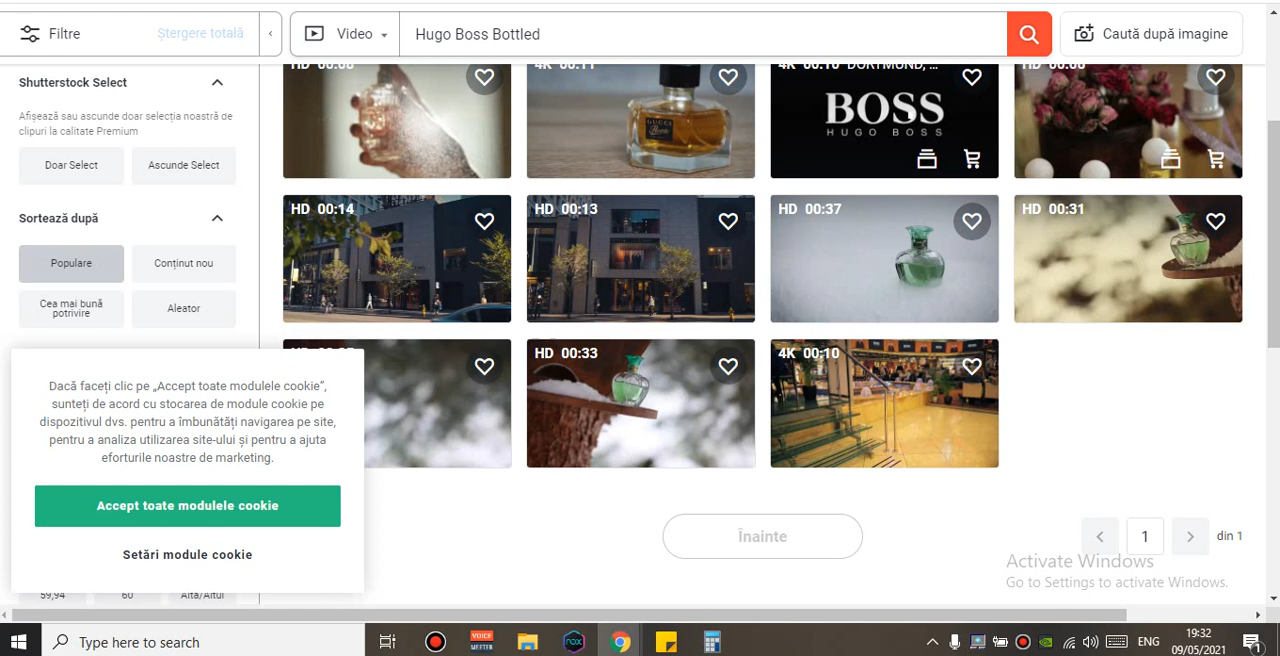 Filtre
Ștergere totală
Video
Hugo Boss Bottled
Caută după imagine
Shutterstock Select
Afișează sau ascunde doar selecția noastră de
clipuri la calitate Premium
Doar Select
Ascunde Select
Sortează după
Populare
Conținut nou
Cea mai bună
potrivire
Aleator
HD 00:08
4K 00:11
GUCCI
4K 00:10 DORTMUND, ...
BOSS
HUGO BOSS
HD 00:14
HD 00:13
HD 00:37
HD 00:31
HD 00:33
4K 00:10
Dacă faceți clic pe „Accept toate modulele cookie”,
sunteți de acord cu stocarea de module cookie pe
dispozitivul dvs. pentru a îmbunătăți navigarea pe site,
pentru a analiza utilizarea site-ului și pentru a ajuta
eforturile noastre de marketing.
Accept toate modulele cookie
Setări module cookie
59,94
60
Alta/Altul
Înainte
1
din 1
Activate Windows
Go to Settings to activate Windows.
Type here to search
VOICE
MEETER
nox
ENG
19:32
09/05/2021
1